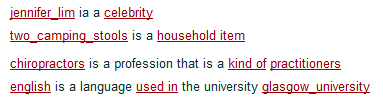 jennifer_lim ia a celebrity
two_camping_stools is a household item
chiropractors is a profession that is a kind of practitioners
english is a language used in the university glasgow_university